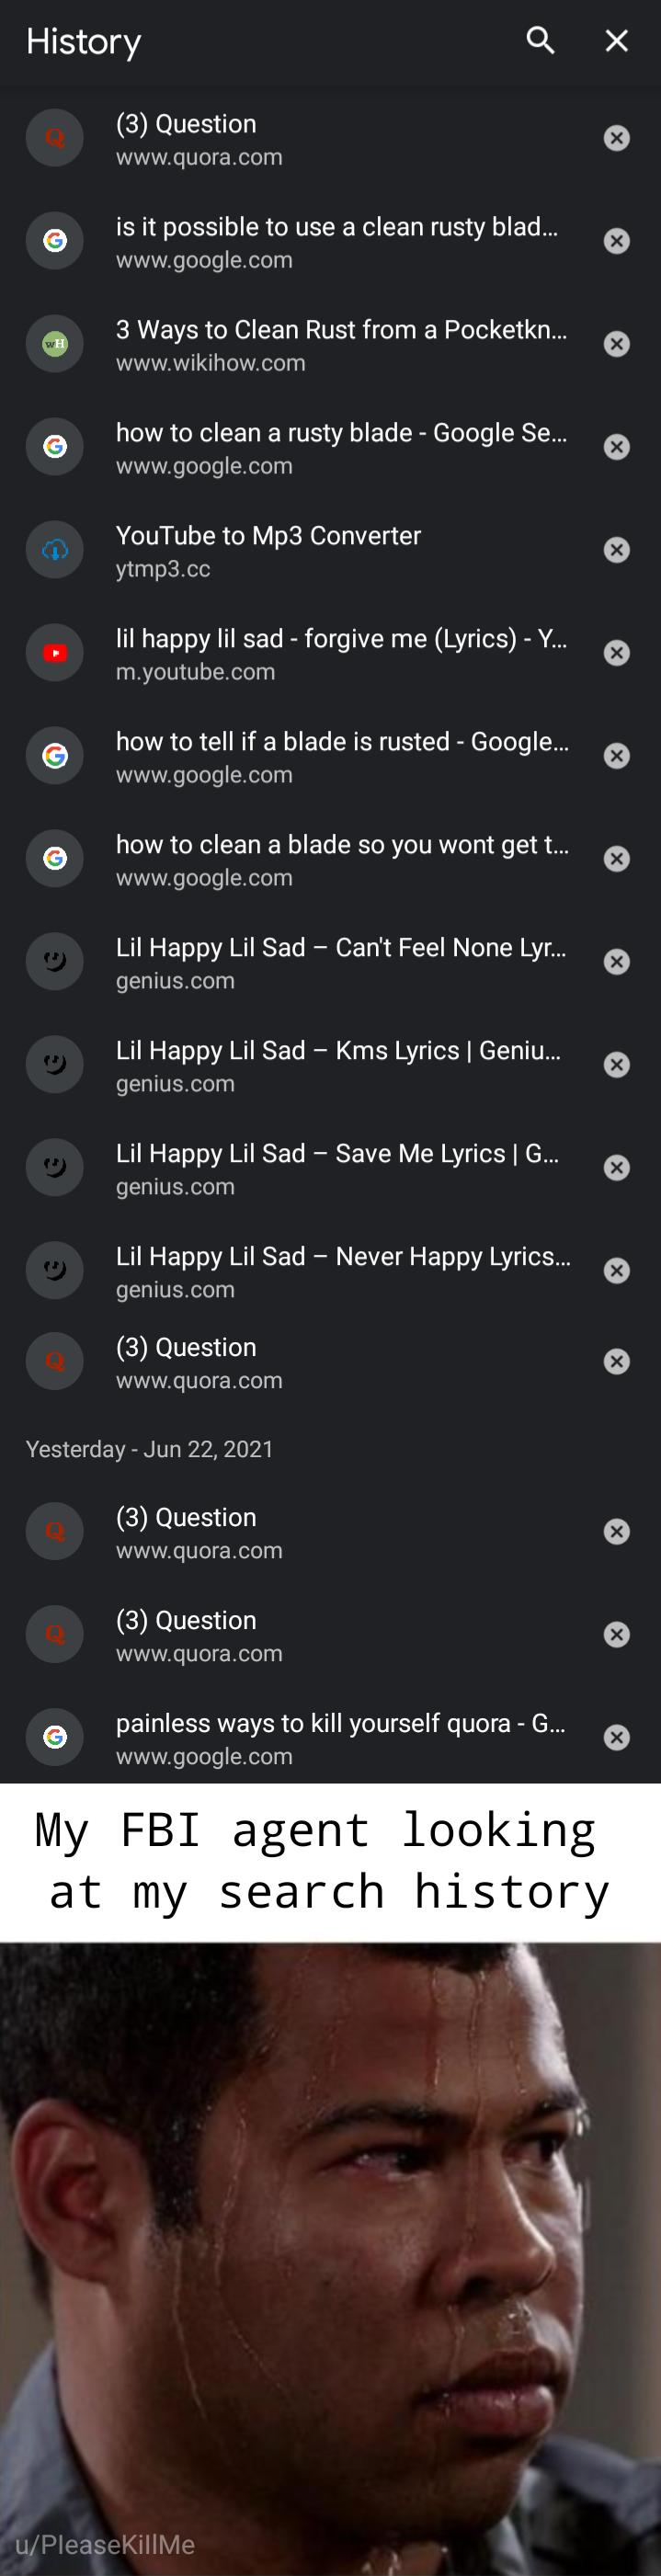 History
(3) Question
www.quora.com
is it possible to use a clean rusty blad...
www.google.com
3 Ways to Clean Rust from a Pocketkn...
www.wikihow.com
how to clean a rusty blade - Google Se...
www.google.com
YouTube to Mp3 Converter
ytmp3.cc
lil happy lil sad - forgive me (Lyrics) - Y...
m.youtube.com
how to tell if a blade is rusted - Google...
www.google.com
how to clean a blade so you wont get t...
www.google.com
Lil Happy Lil Sad – Can't Feel None Lyr...
genius.com
Lil Happy Lil Sad – Kms Lyrics | Geniu...
genius.com
Lil Happy Lil Sad – Save Me Lyrics | G...
genius.com
Lil Happy Lil Sad – Never Happy Lyrics...
genius.com
(3) Question
www.quora.com
Yesterday - Jun 22, 2021
(3) Question
www.quora.com
(3) Question
www.quora.com
painless ways to kill yourself quora - G...
www.google.com
My FBI agent looking
at my search history
u/PleaseKillMe